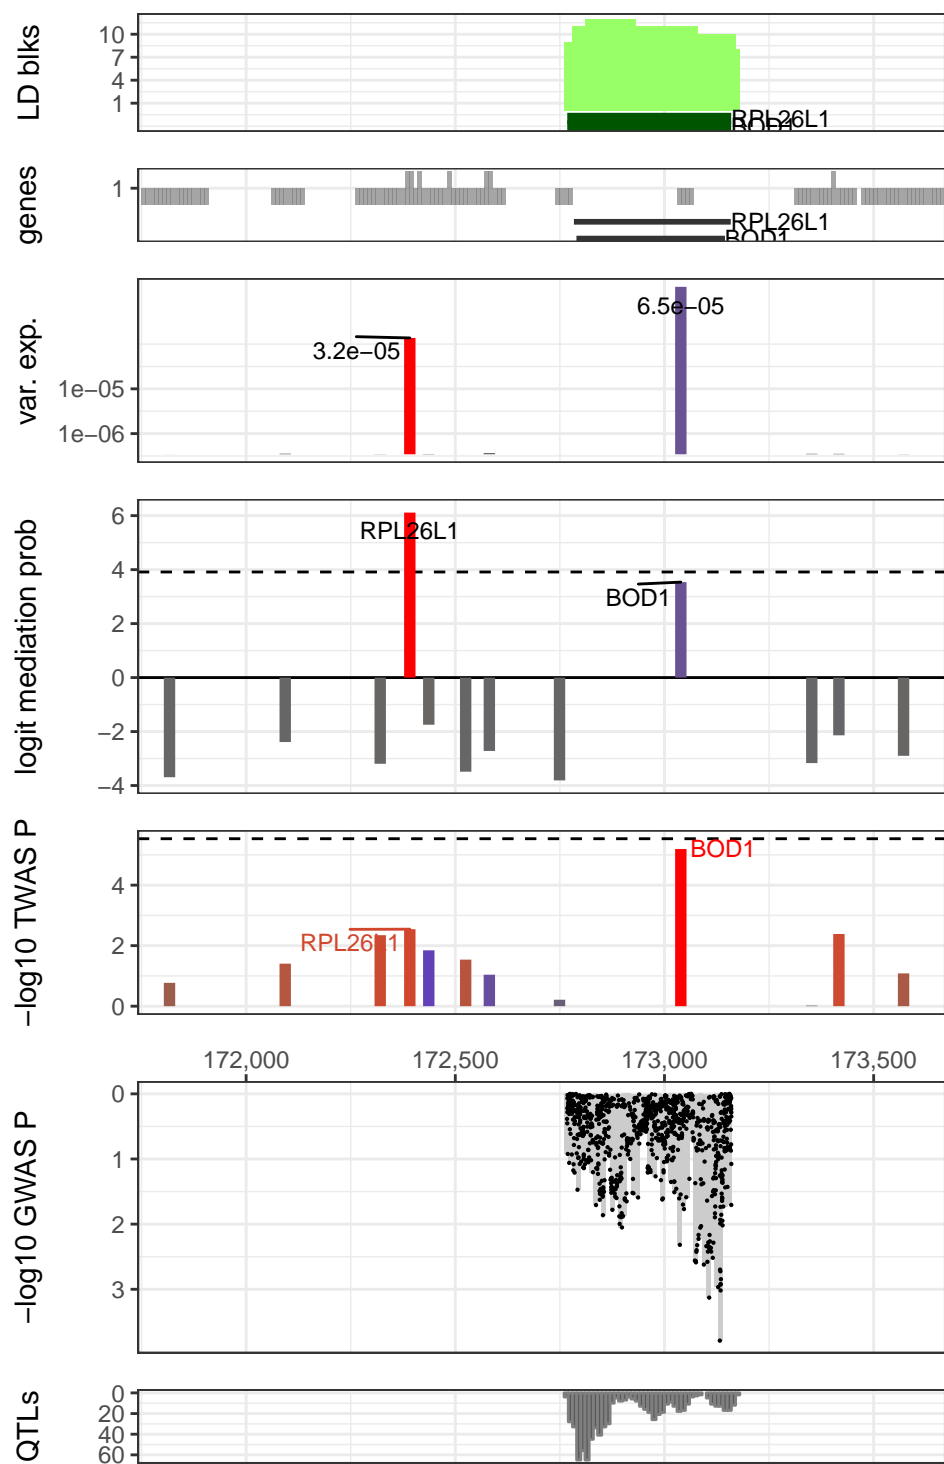 LD blks
10
7
4
1
RPL26L1
BOD1
genes
1
RPL26L1
BOD1
var. exp.
1e−05
1e−06
3.2e−05
6.5e−05
logit mediation prob
6
4
2
0
−2
−4
RPL26L1
BOD1
−log10 TWAS P
4
2
0
RPL26L1
BOD1
172,000 172,500 173,000 173,500
−log10 GWAS P
0
1
2
3
QTLs
0
20
40
60